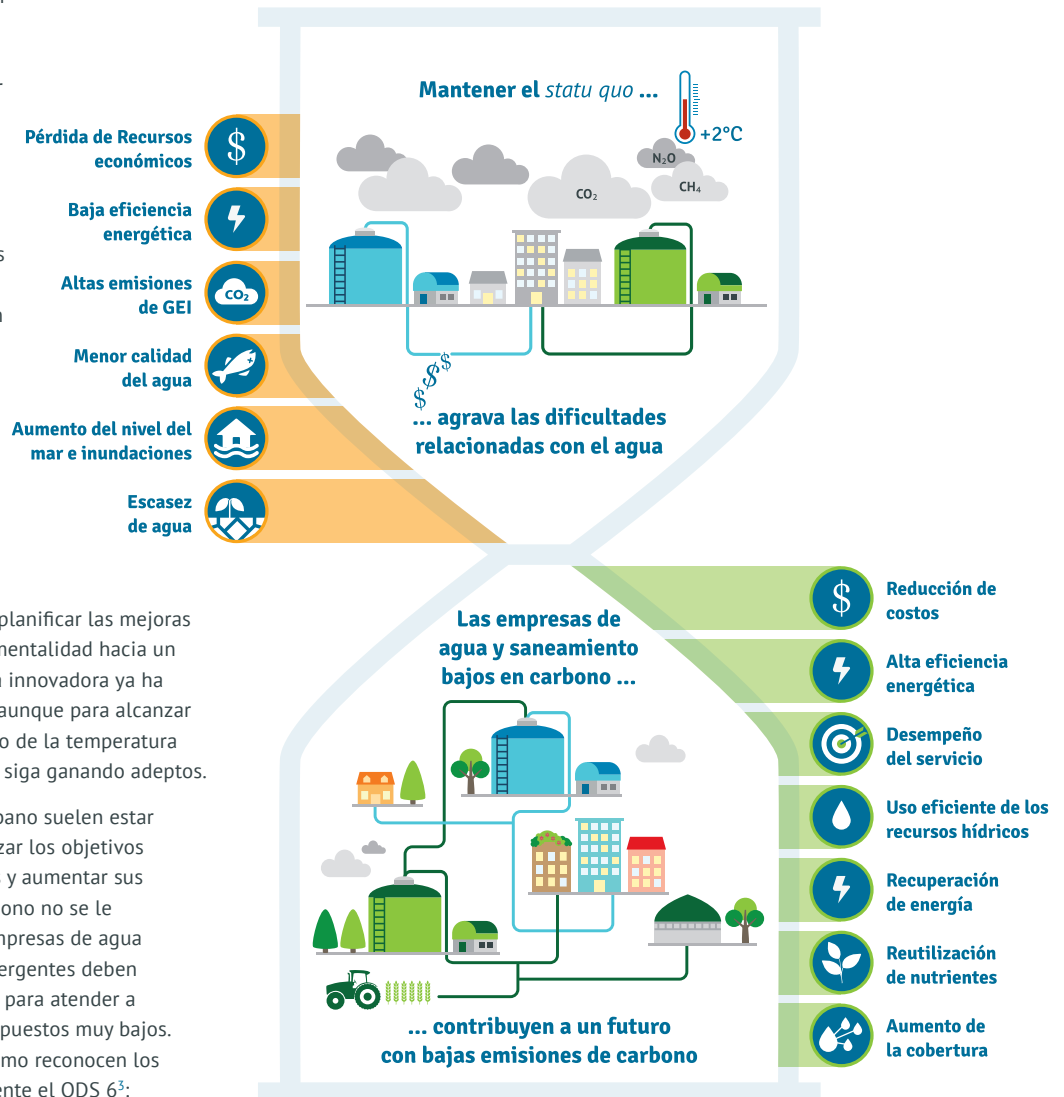 Mantener el statu quo ...
+2°C
N₂O
CH₄
CO₂
Pérdida de Recursos
económicos
$
Baja eficiencia
energética
Altas emisiones
de GEI
CO₂
Menor calidad
del agua
Aumento del nivel del
mar e inundaciones
Escasez
de agua
$ $ $
... agrava las dificultades
relacionadas con el agua
Las empresas de
agua y saneamiento
bajos en carbono ...
... contribuyen a un futuro
con bajas emisiones de carbono
$
Reducción de
costos
Alta eficiencia
energética
Desempeño
del servicio
Uso eficiente de los
recursos hídricos
Recuperación
de energía
Reutilización
de nutrientes
Aumento de
la cobertura
s
planificar las mejoras
mentalidad hacia un
innovadora ya ha
aunque para alcanzar
o de la temperatura
siga ganando adeptos.
bano suelen estar
zar los objetivos
s y aumentar sus
ono no se le
mpresas de agua
ergentes deben
para atender a
puestos muy bajos.
mo reconocen los
ente el ODS 6³: